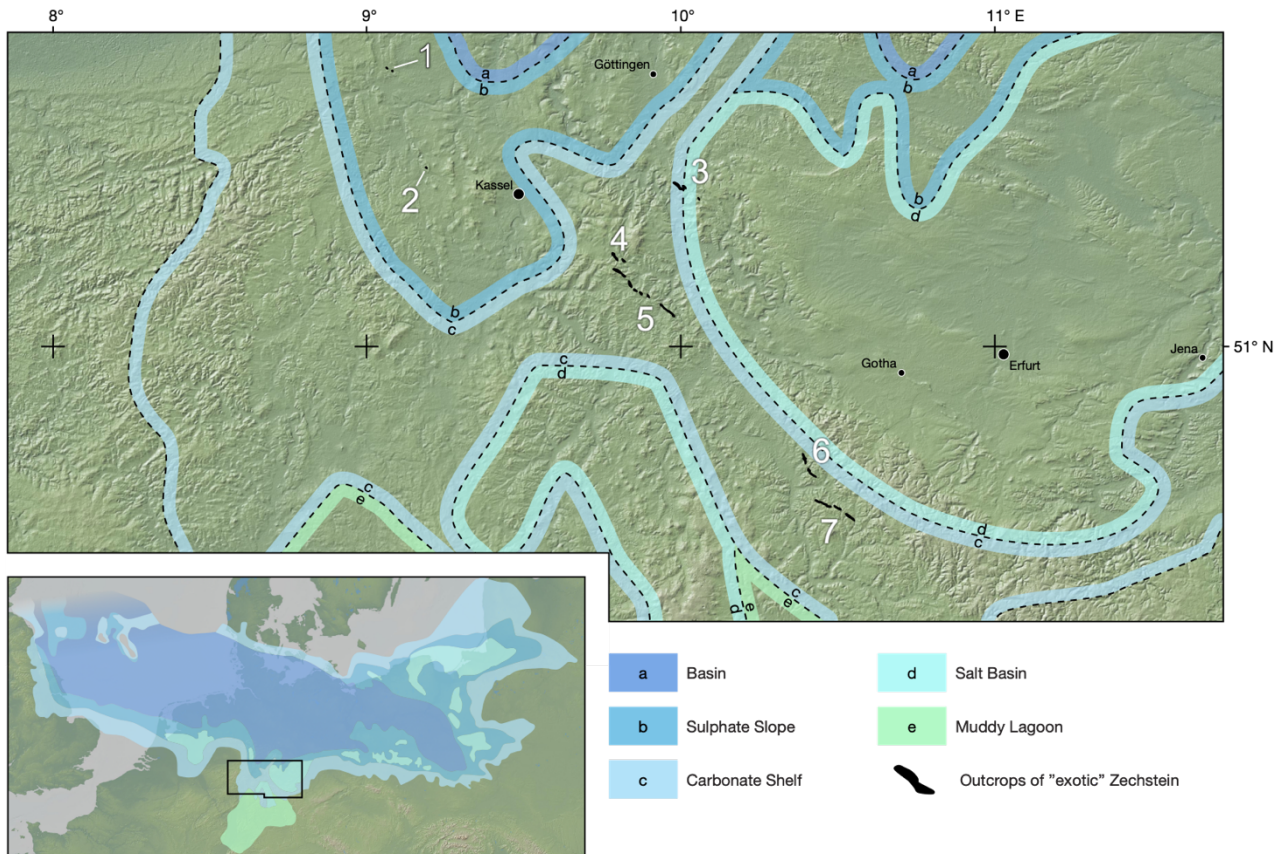 8°
9°
10°
11° E
1
a
b
Göttingen
a
b
2
Kassel
3
b
d
4
5
b
c
51° N
c
d
Gotha
Erfurt
Jena
6
c
e
7
d
c
d
e
c
e
a Basin
d Salt Basin
b Sulphate Slope
e Muddy Lagoon
c Carbonate Shelf
Outcrops of ”exotic” Zechstein